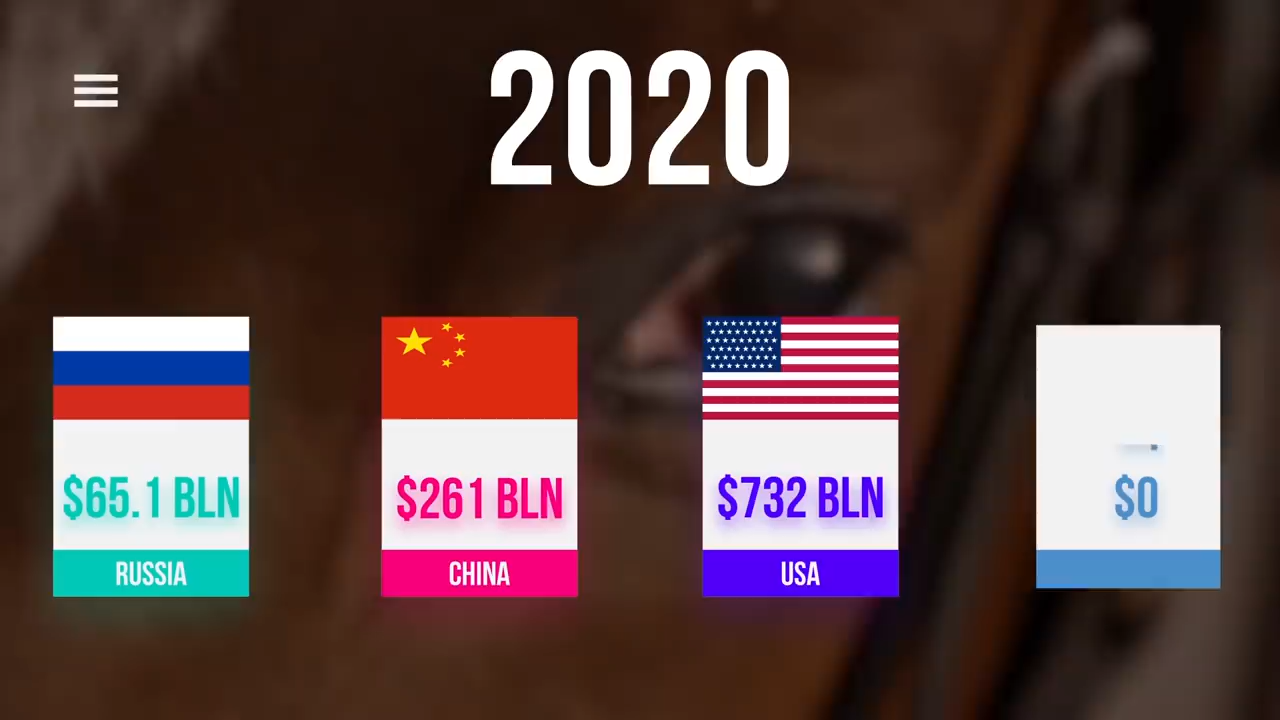 2020
$65.1 BLN
$261 BLN
$732 BLN
$0
RUSSIA
CHINA
USA